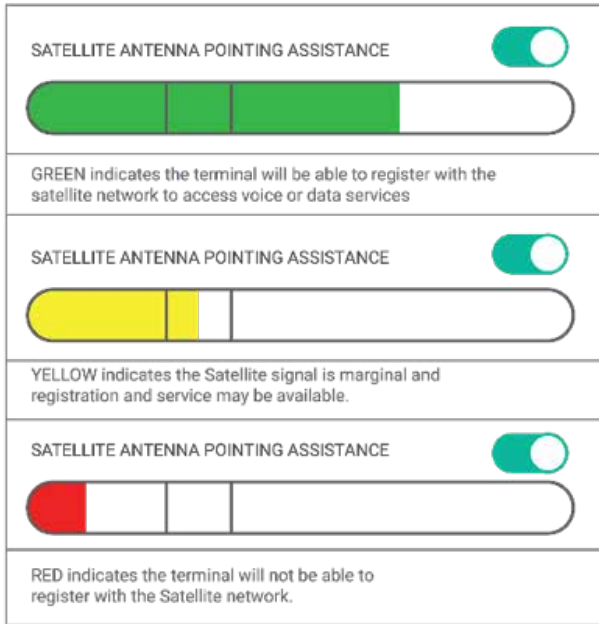 SATELLITE ANTENNA POINTING ASSISTANCE
GREEN indicates the terminal will be able to register with the
satellite network to access voice or data services
SATELLITE ANTENNA POINTING ASSISTANCE
YELLOW indicates the Satellite signal is marginal and
registration and service may be available.
SATELLITE ANTENNA POINTING ASSISTANCE
RED indicates the terminal will not be able to
register with the Satellite network.